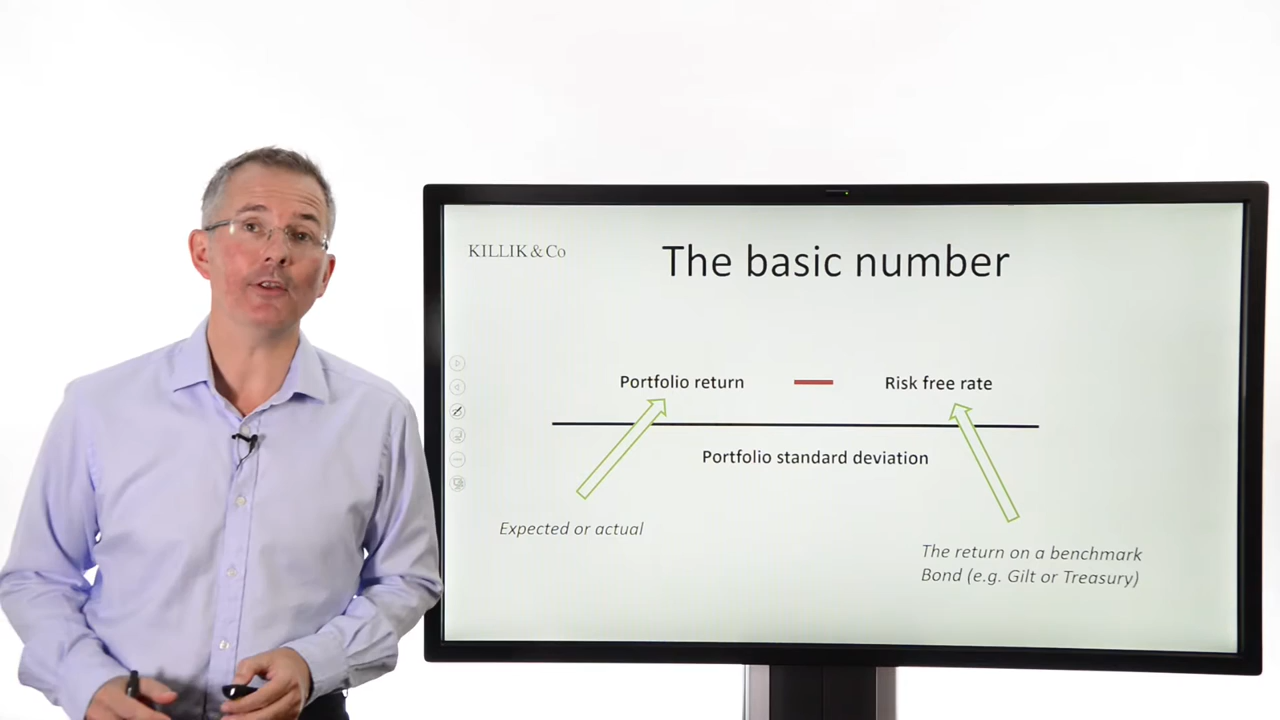 KILLIK & Co
The basic number
Portfolio return — Risk free rate
Portfolio standard deviation
Expected or actual
The return on a benchmark
Bond (e.g. Gilt or Treasury)